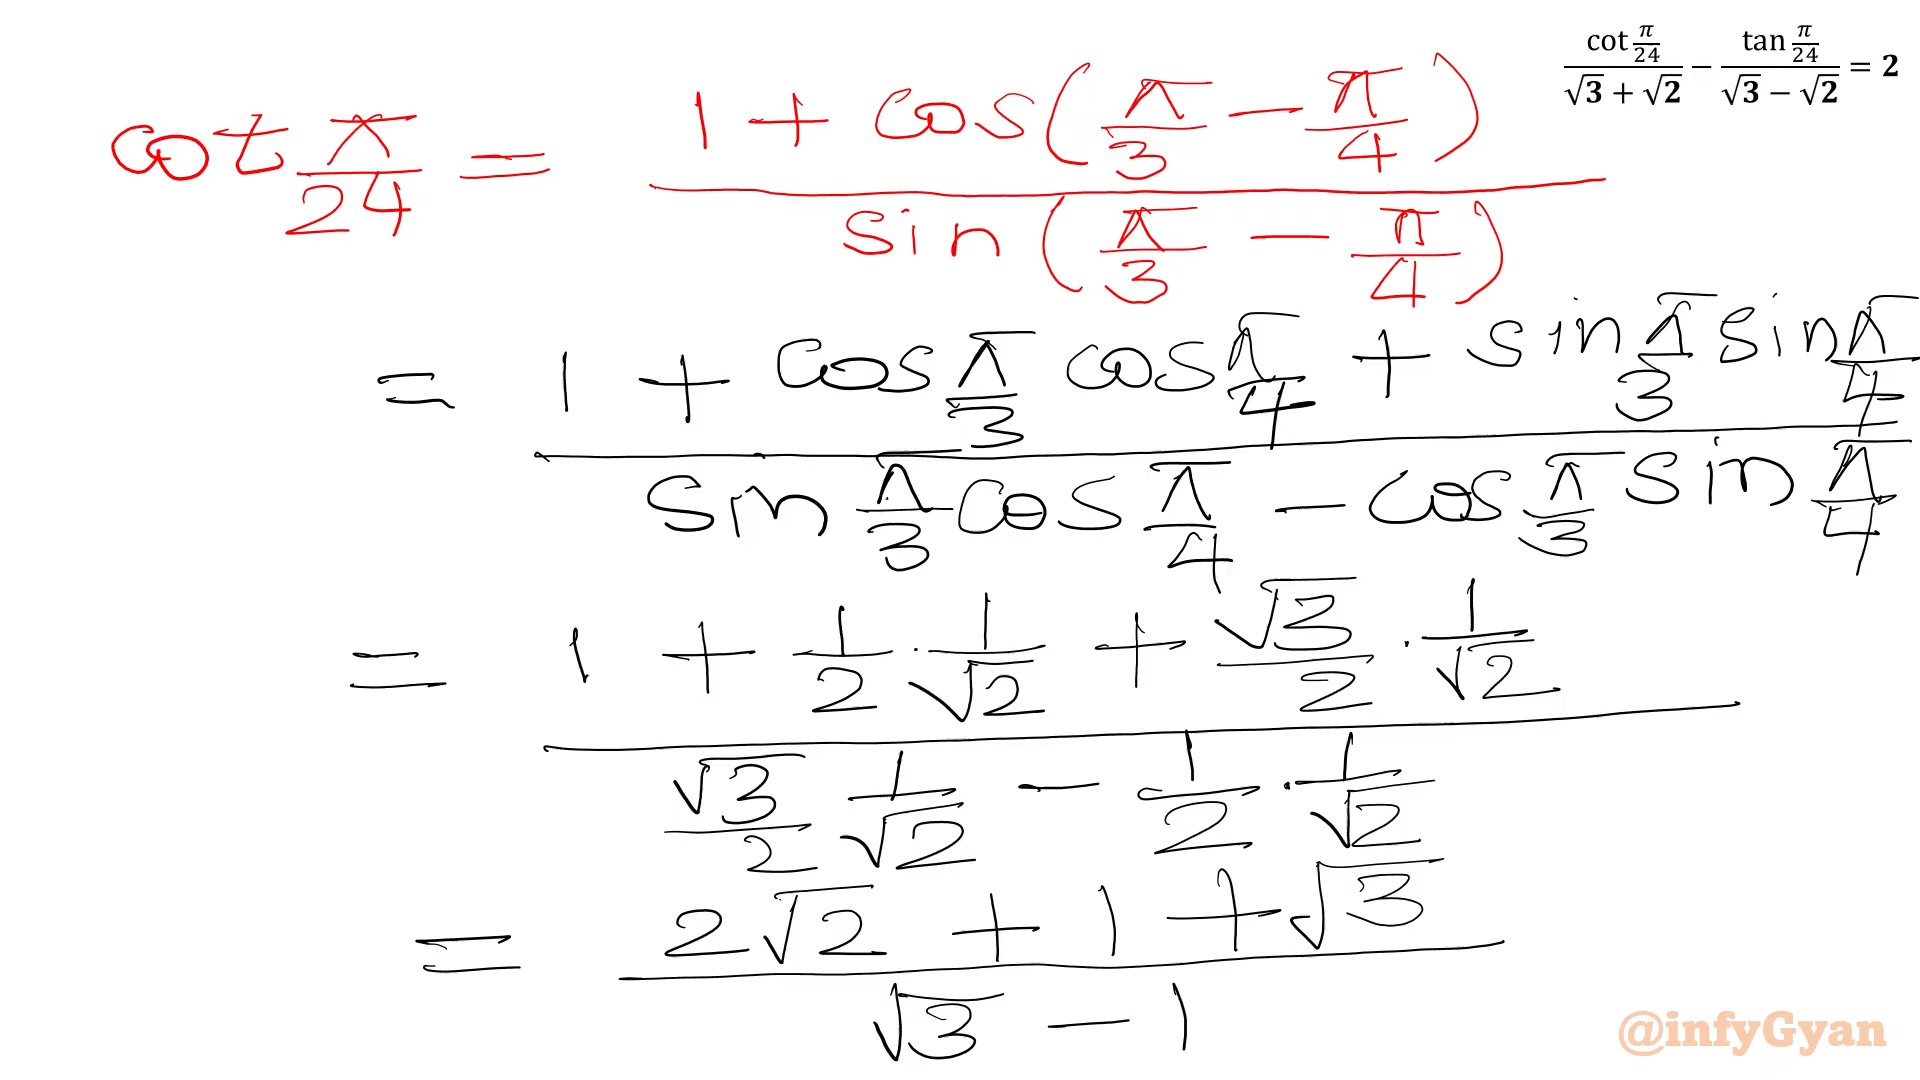 cot π/24 / (√3 + √2) − tan π/24 / (√3 − √2) = 2
cot π/24 = (1 + cos(π/3 − π/4)) / (sin(π/3 − π/4))
= (1 + cos π/3 cos π/4 + sin π/3 sin π/4) / (sin π/3 cos π/4 − cos π/3 sin π/4)
= (1 + 1/2 · 1/√2 + √3/2 · 1/√2) / (√3/2 1/√2 − 1/2 · 1/√2)
= (2√2 + 1 + √3) / (√3 − 1)
@infyGyan